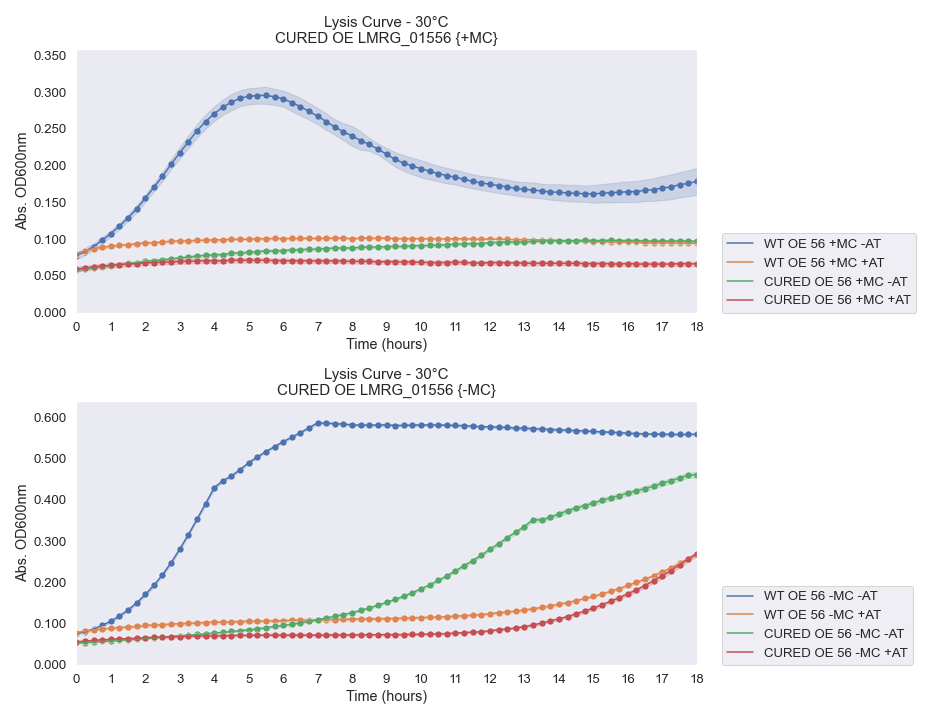 Lysis Curve - 30°C
CURED OE LMRG_01556 {+MC}
Abs. OD600nm
0.350
0.300
0.250
0.200
0.150
0.100
0.050
0.000
0 1 2 3 4 5 6 7 8 9 10 11 12 13 14 15 16 17 18
Time (hours)
WT OE 56 +MC -AT
WT OE 56 +MC +AT
CURED OE 56 +MC -AT
CURED OE 56 +MC +AT
Lysis Curve - 30°C
CURED OE LMRG_01556 {-MC}
Abs. OD600nm
0.600
0.500
0.400
0.300
0.200
0.100
0.000
0 1 2 3 4 5 6 7 8 9 10 11 12 13 14 15 16 17 18
Time (hours)
WT OE 56 -MC -AT
WT OE 56 -MC +AT
CURED OE 56 -MC -AT
CURED OE 56 -MC +AT